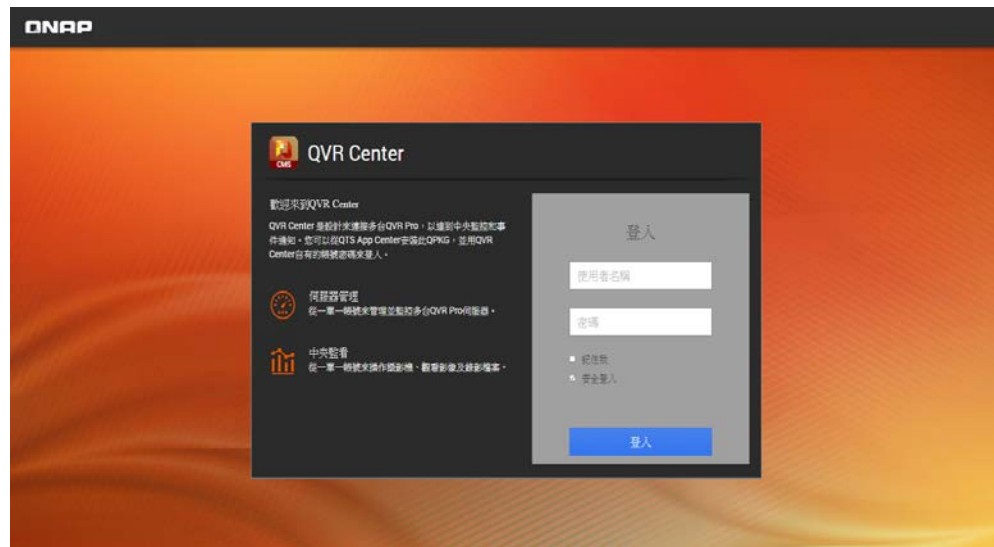 QNAP
CMS
QVR Center
歡迎來到QVR Center
QVR Center 是設計來連接多台QVR Pro，以達到中央監控和事
件通知。您可以從QTS App Center安裝此QPKG，並用QVR
Center自有的帳號密碼來登入。
伺服器管理
從一單一帳號來管理並監控多台QVR Pro伺服器。
中央監看
從一單一帳號來操作攝影機、觀看影像及錄影檔案。
登入
使用者名稱
密碼
記住我
安全登入
登入